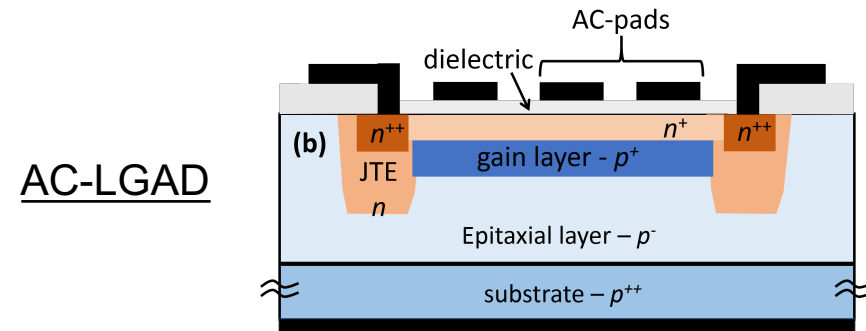 AC-pads
dielectric
n++ n+ n++
(b)
gain layer - p+
JTE
n
AC-LGAD
Epitaxial layer – p-
substrate – p++